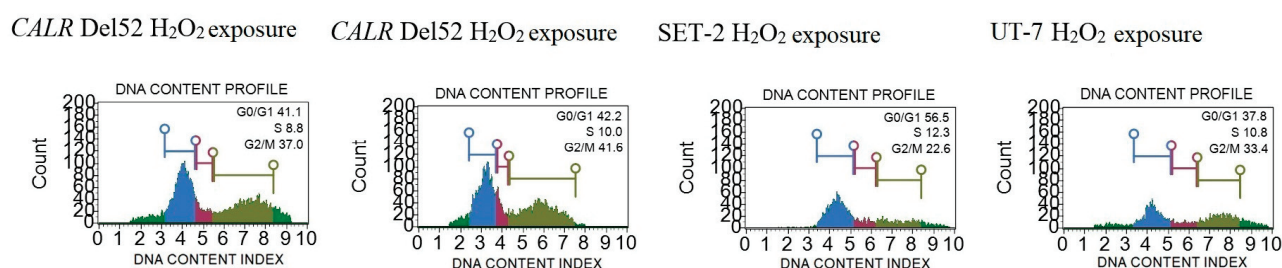 CALR Del52 H₂O₂ exposure
CALR Del52 H₂O₂ exposure
SET-2 H₂O₂ exposure
UT-7 H₂O₂ exposure
DNA CONTENT PROFILE
200
180
160
140
120
100
80
60
40
20
0
Count
G0/G1 41.1
S 8.8
G2/M 37.0
0 1 2 3 4 5 6 7 8 9 10
DNA CONTENT INDEX
DNA CONTENT PROFILE
200
180
160
140
120
100
80
60
40
20
0
Count
G0/G1 42.2
S 10.0
G2/M 41.6
0 1 2 3 4 5 6 7 8 9 10
DNA CONTENT INDEX
DNA CONTENT PROFILE
200
180
160
140
120
100
80
60
40
20
0
Count
G0/G1 56.5
S 12.3
G2/M 22.6
0 1 2 3 4 5 6 7 8 9 10
DNA CONTENT INDEX
DNA CONTENT PROFILE
200
180
160
140
120
100
80
60
40
20
0
Count
G0/G1 37.8
S 10.8
G2/M 33.4
0 1 2 3 4 5 6 7 8 9 10
DNA CONTENT INDEX